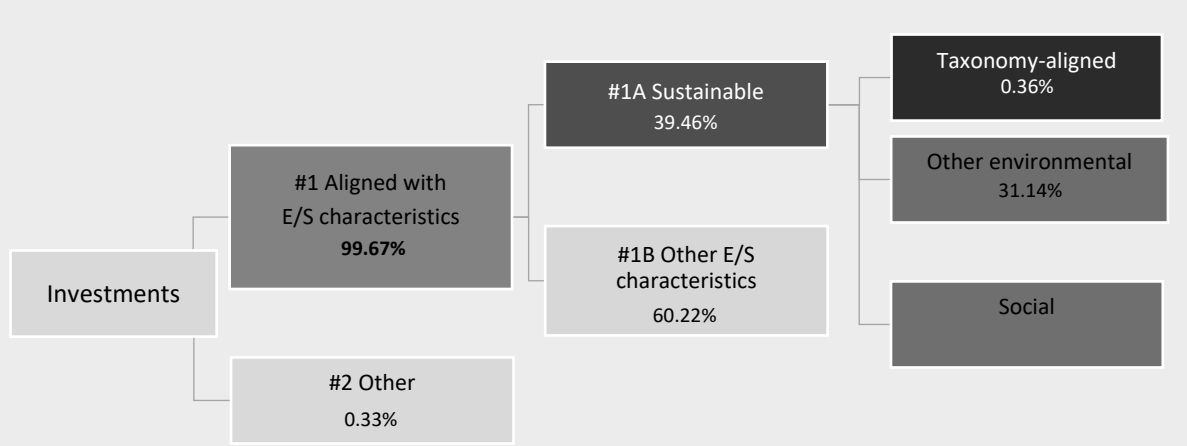 Investments
#1 Aligned with
E/S characteristics
99.67%
#2 Other
0.33%
#1A Sustainable
39.46%
#1B Other E/S
characteristics
60.22%
Taxonomy-aligned
0.36%
Other environmental
31.14%
Social